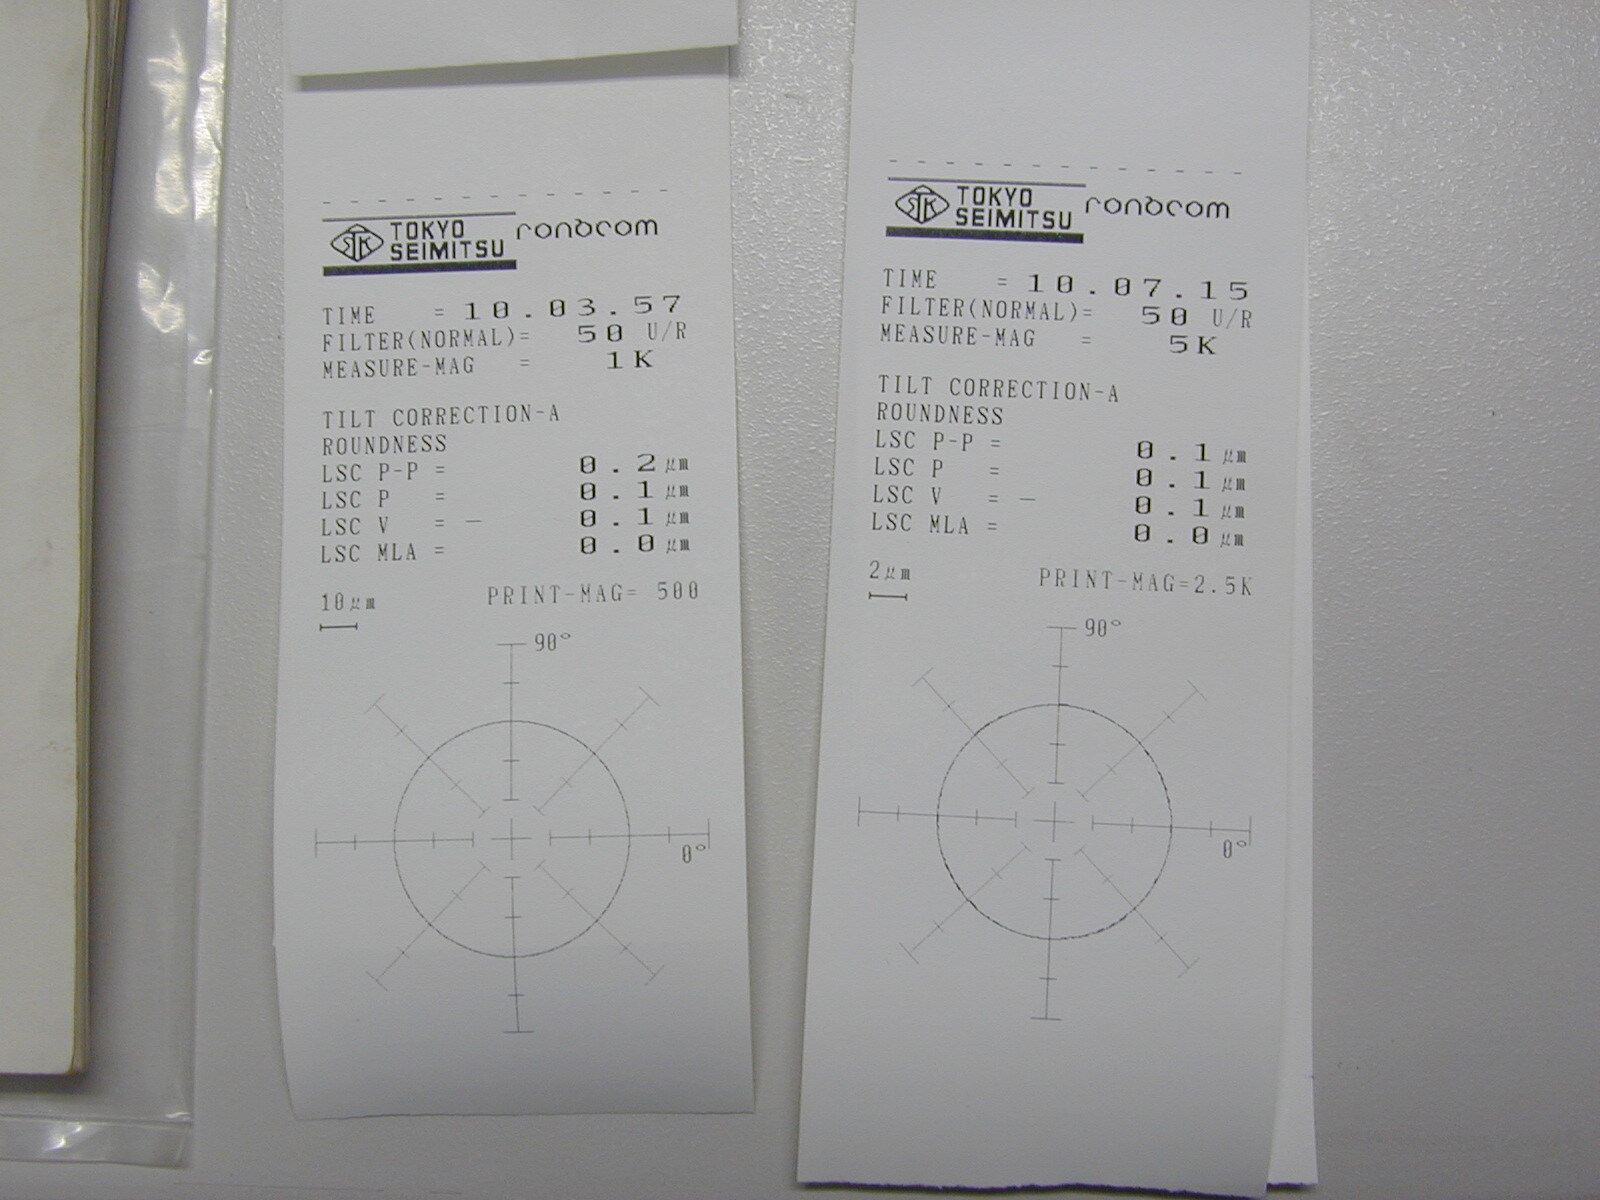 STK TOKYO SEIMITSU rondcom
TIME = 10.03.57
FILTER(NORMAL)= 50 U/R
MEASURE-MAG = 1K
TILT CORRECTION-A
ROUNDNESS
LSC P-P = 0.2μm
LSC P = 0.1μm
LSC V = - 0.1μm
LSC MLA = 0.0μm
10μm PRINT-MAG= 500
90°
0°
STK TOKYO SEIMITSU rondcom
TIME = 10.07.15
FILTER(NORMAL)= 50 U/R
MEASURE-MAG = 5K
TILT CORRECTION-A
ROUNDNESS
LSC P-P = 0.1μm
LSC P = 0.1μm
LSC V = - 0.1μm
LSC MLA = 0.0μm
2μm PRINT-MAG=2.5K
90°
0°